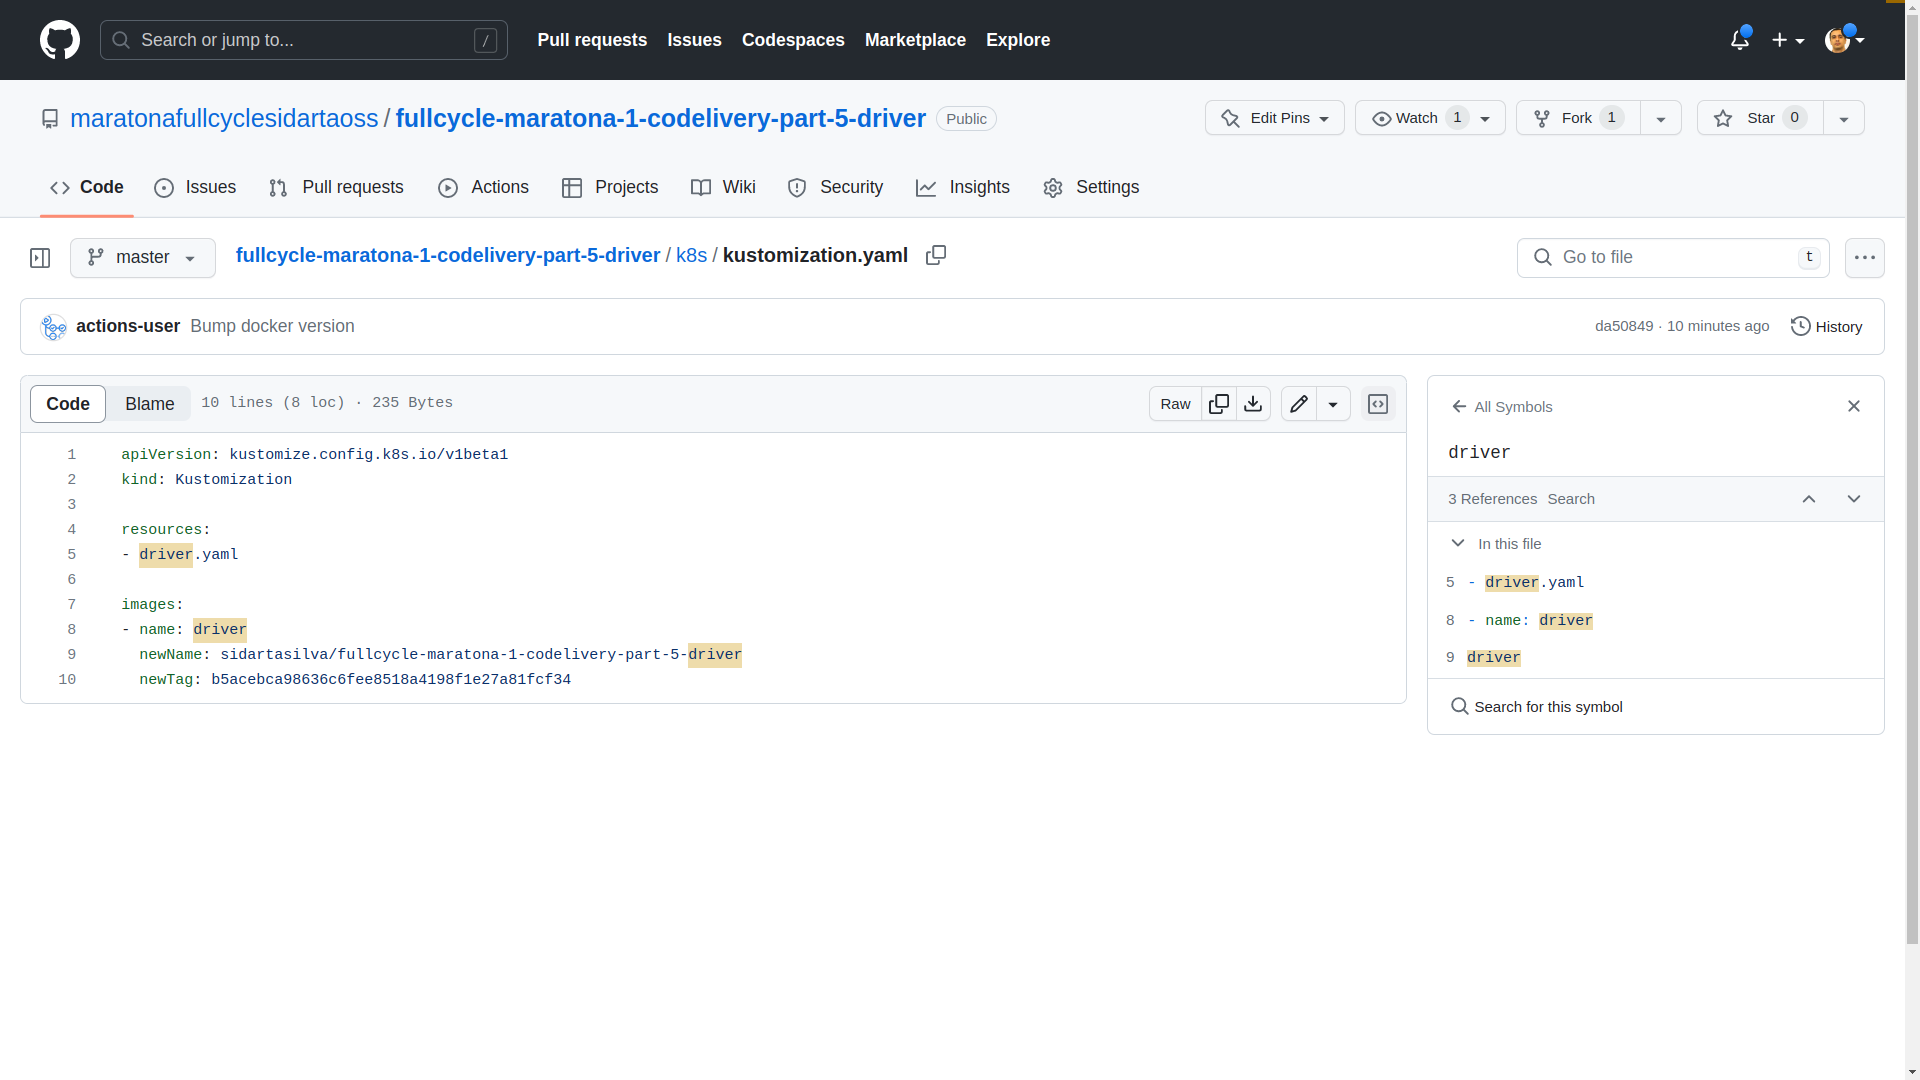 Search or jump to... /
Pull requests Issues Codespaces Marketplace Explore
maratonafullcyclesidartaoss / fullcycle-maratona-1-codelivery-part-5-driver Public
Edit Pins Watch 1 Fork 1 Star 0
Code Issues Pull requests Actions Projects Wiki Security Insights Settings
master fullcycle-maratona-1-codelivery-part-5-driver / k8s / kustomization.yaml
Go to file t
actions-user Bump docker version
da50849 · 10 minutes ago History
Code Blame 10 lines (8 loc) · 235 Bytes
Raw
1 apiVersion: kustomize.config.k8s.io/v1beta1
2 kind: Kustomization
3
4 resources:
5 - driver.yaml
6
7 images:
8 - name: driver
9 newName: sidartasilva/fullcycle-maratona-1-codelivery-part-5-driver
10 newTag: b5acebca98636c6fee8518a4198f1e27a81fcf34
All Symbols
driver
3 References Search
In this file
5 - driver.yaml
8 - name: driver
9 driver
Search for this symbol